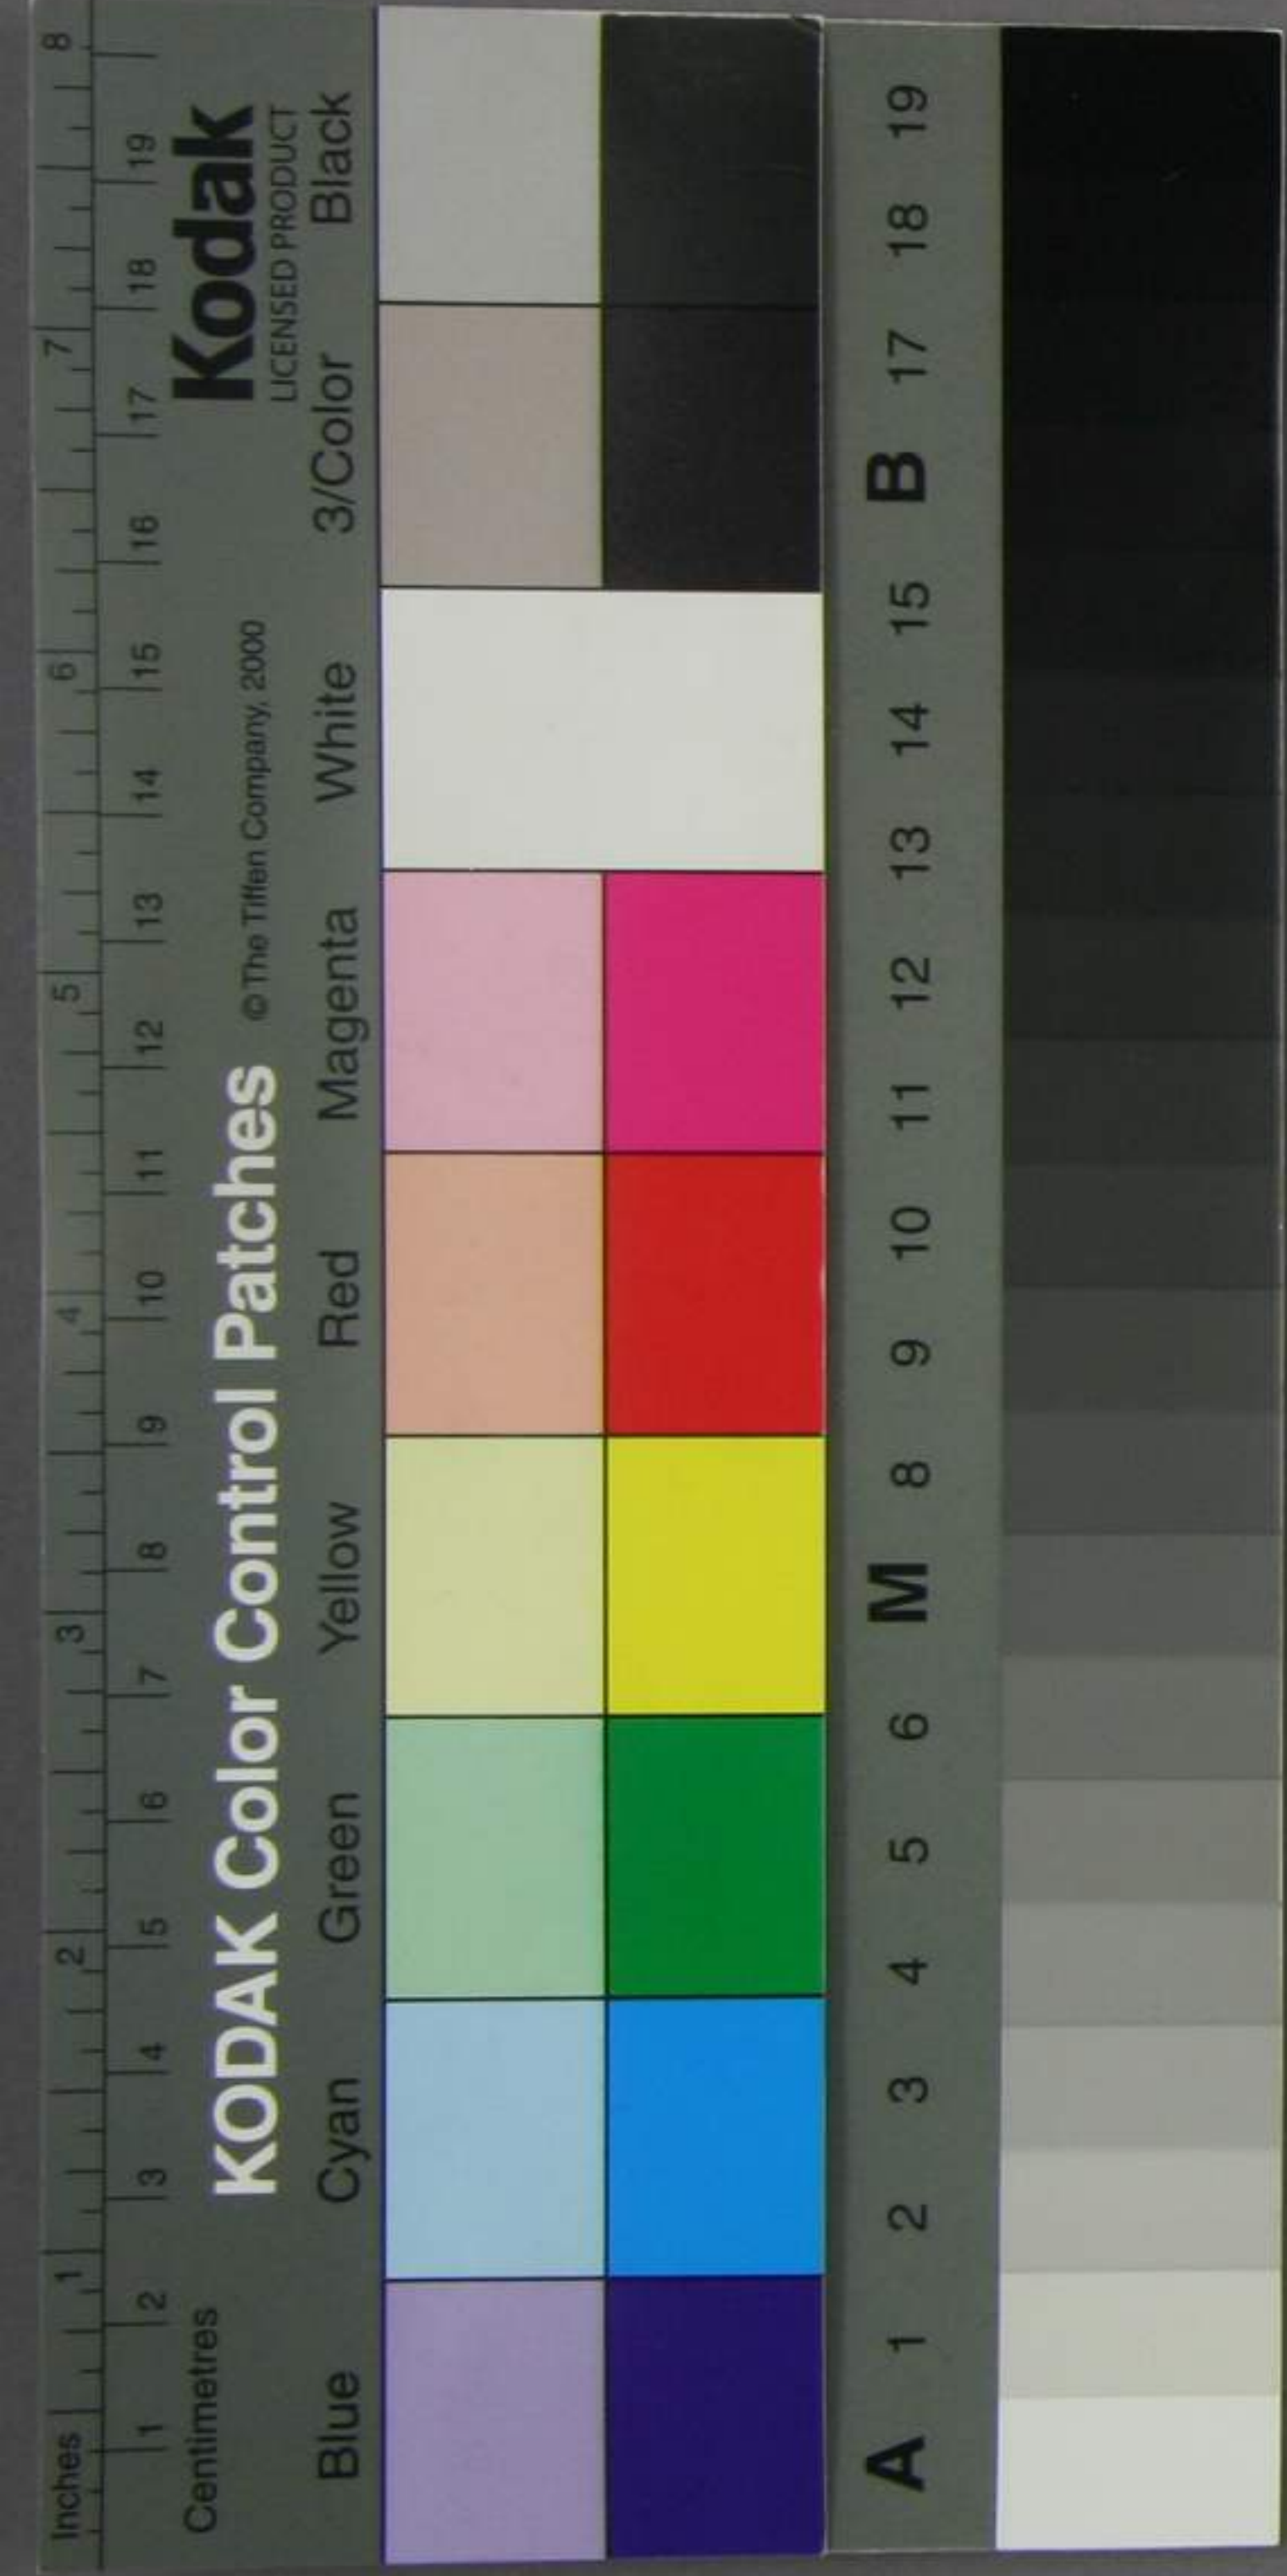 Inches 1 2 3 4 5 6 7 8
1 2 3 4 5 6 7 8 9 10 11 12 13 14 15 16 17 18 19
Centimetres
KODAK Color Control Patches
© The Tiffen Company, 2000
Kodak
LICENSED PRODUCT
Blue Cyan Green Yellow Red Magenta White 3/Color Black
A 1 2 3 4 5 6 M 8 9 10 11 12 13 14 15 B 17 18 19